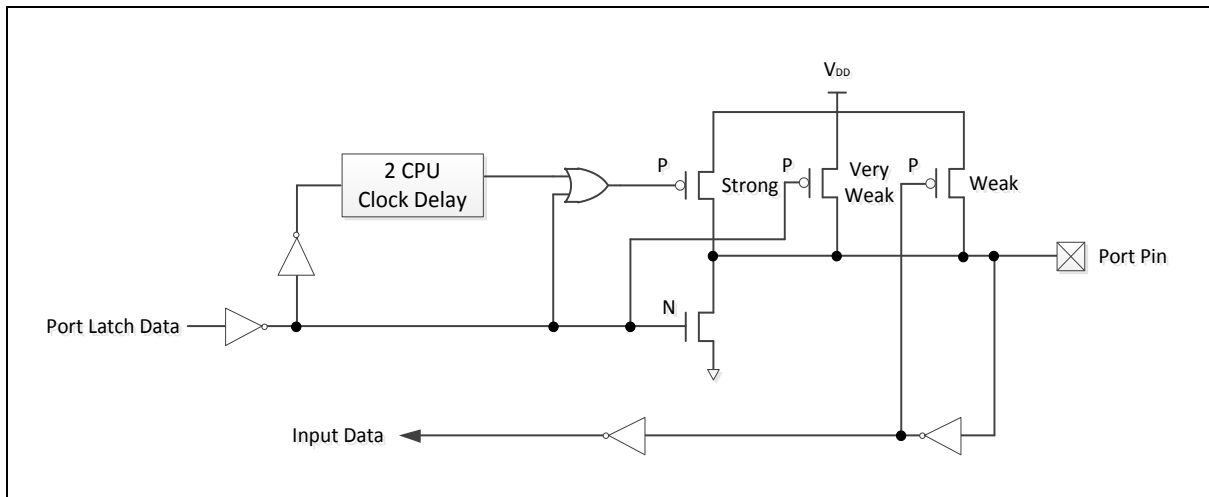 VDD
2 CPU
Clock Delay
P
Strong
P
Very
Weak
P
Weak
Port Pin
N
Port Latch Data
Input Data